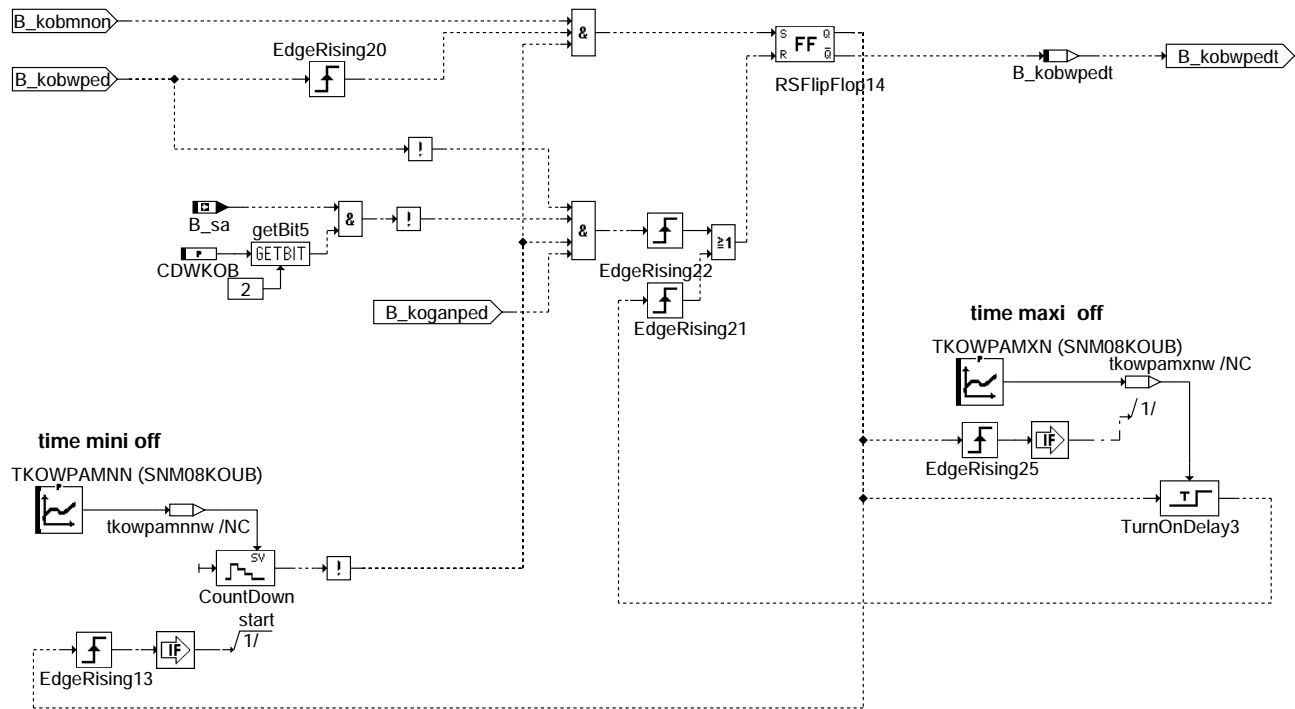 B_kobmnon
&
S Q
FF
R Q
RSFlipFlop14
EdgeRising20
B_kobwped
B_kobwpedt
B_kobwpedt
!
B_sa
&
!
getBit5
GETBIT
P
CDWKOB
2
&
EdgeRising22
≧1
B_koganped
EdgeRising21
time maxi off
TKOWPAMXN (SNM08KOUB)
P
tkowpamxnw /NC
/1/
IF
EdgeRising25
T
TurnOnDelay3
time mini off
TKOWPAMNN (SNM08KOUB)
P
tkowpamnnw /NC
SV
!
CountDown
start
1/
IF
EdgeRising13